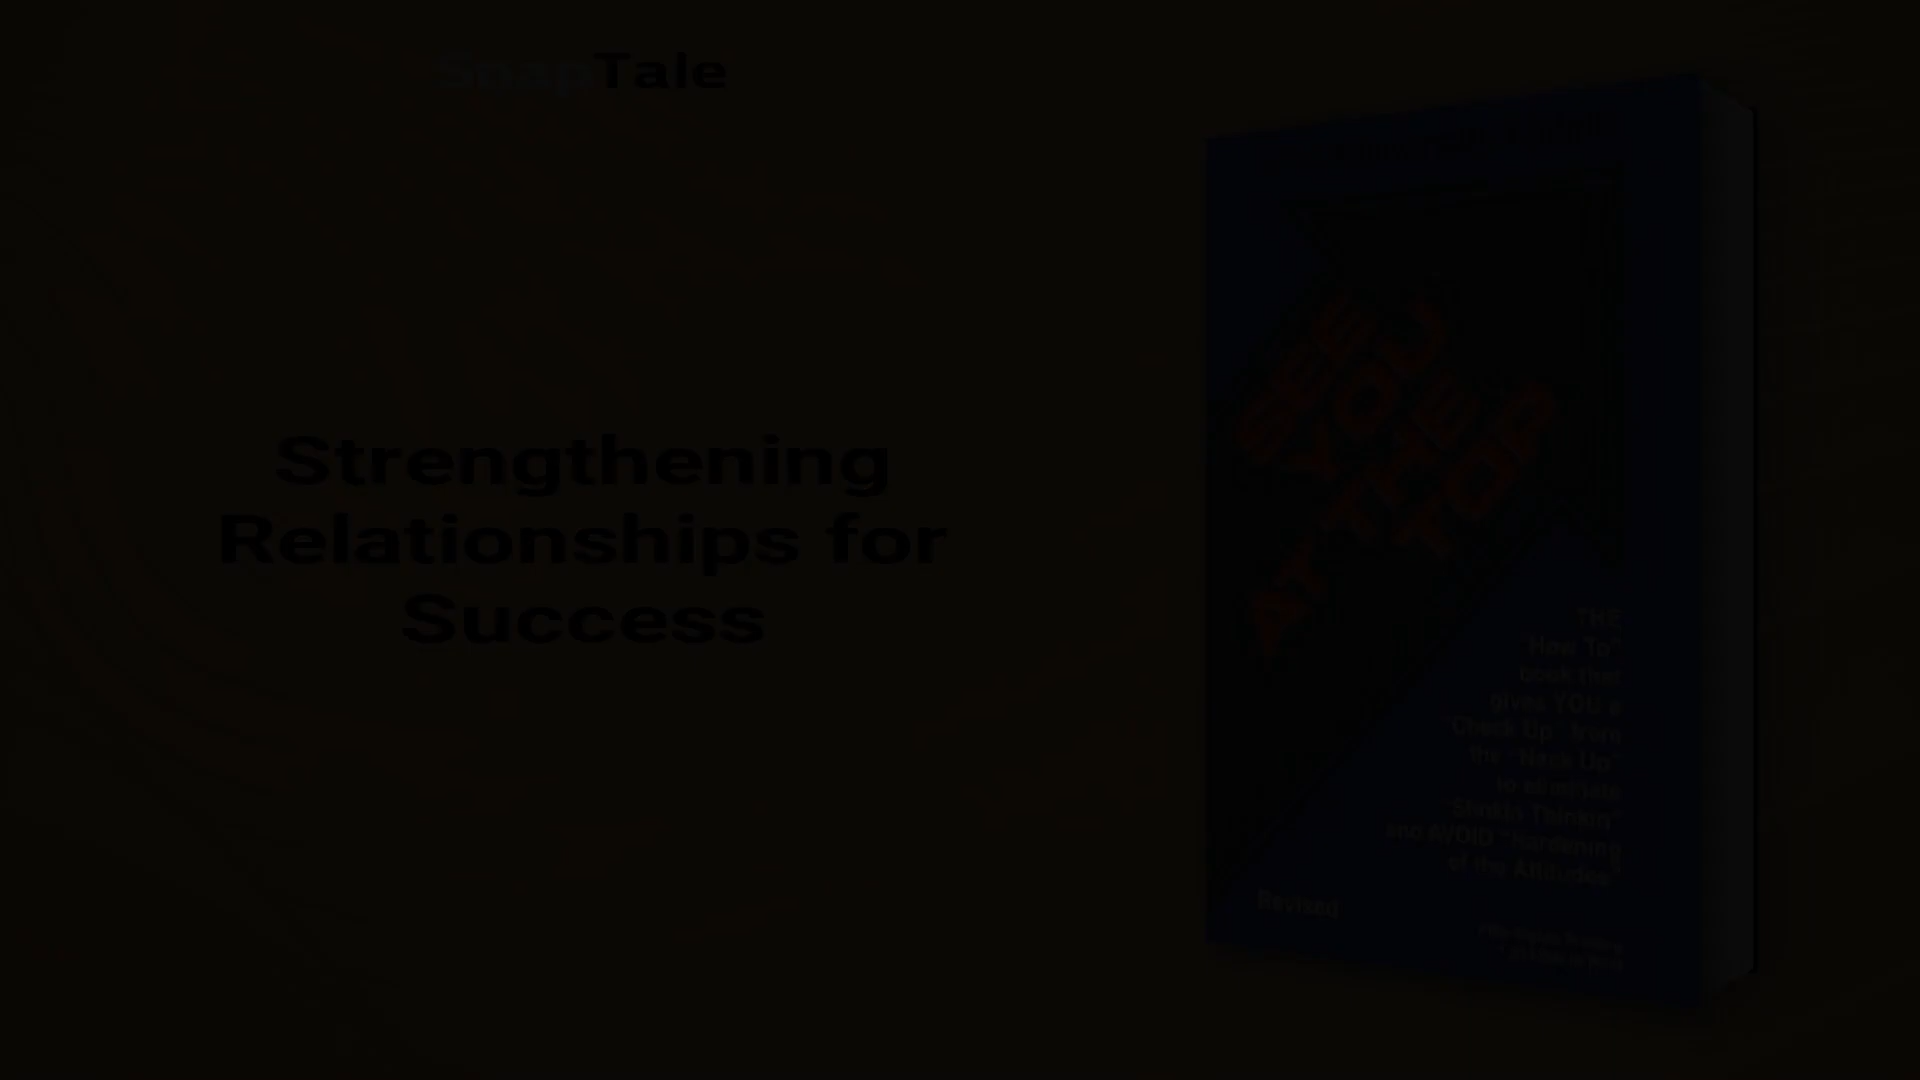 SnapTale
Strengthening
Relationships for
Success
SEE
YOU
AT THE
TOP
THE
"How To"
book that
gives YOU a
"Check Up" from
the "Neck Up"
to eliminate
"Stinkin Thinkin"
and AVOID "Hardening
of the Attitudes"
Revised